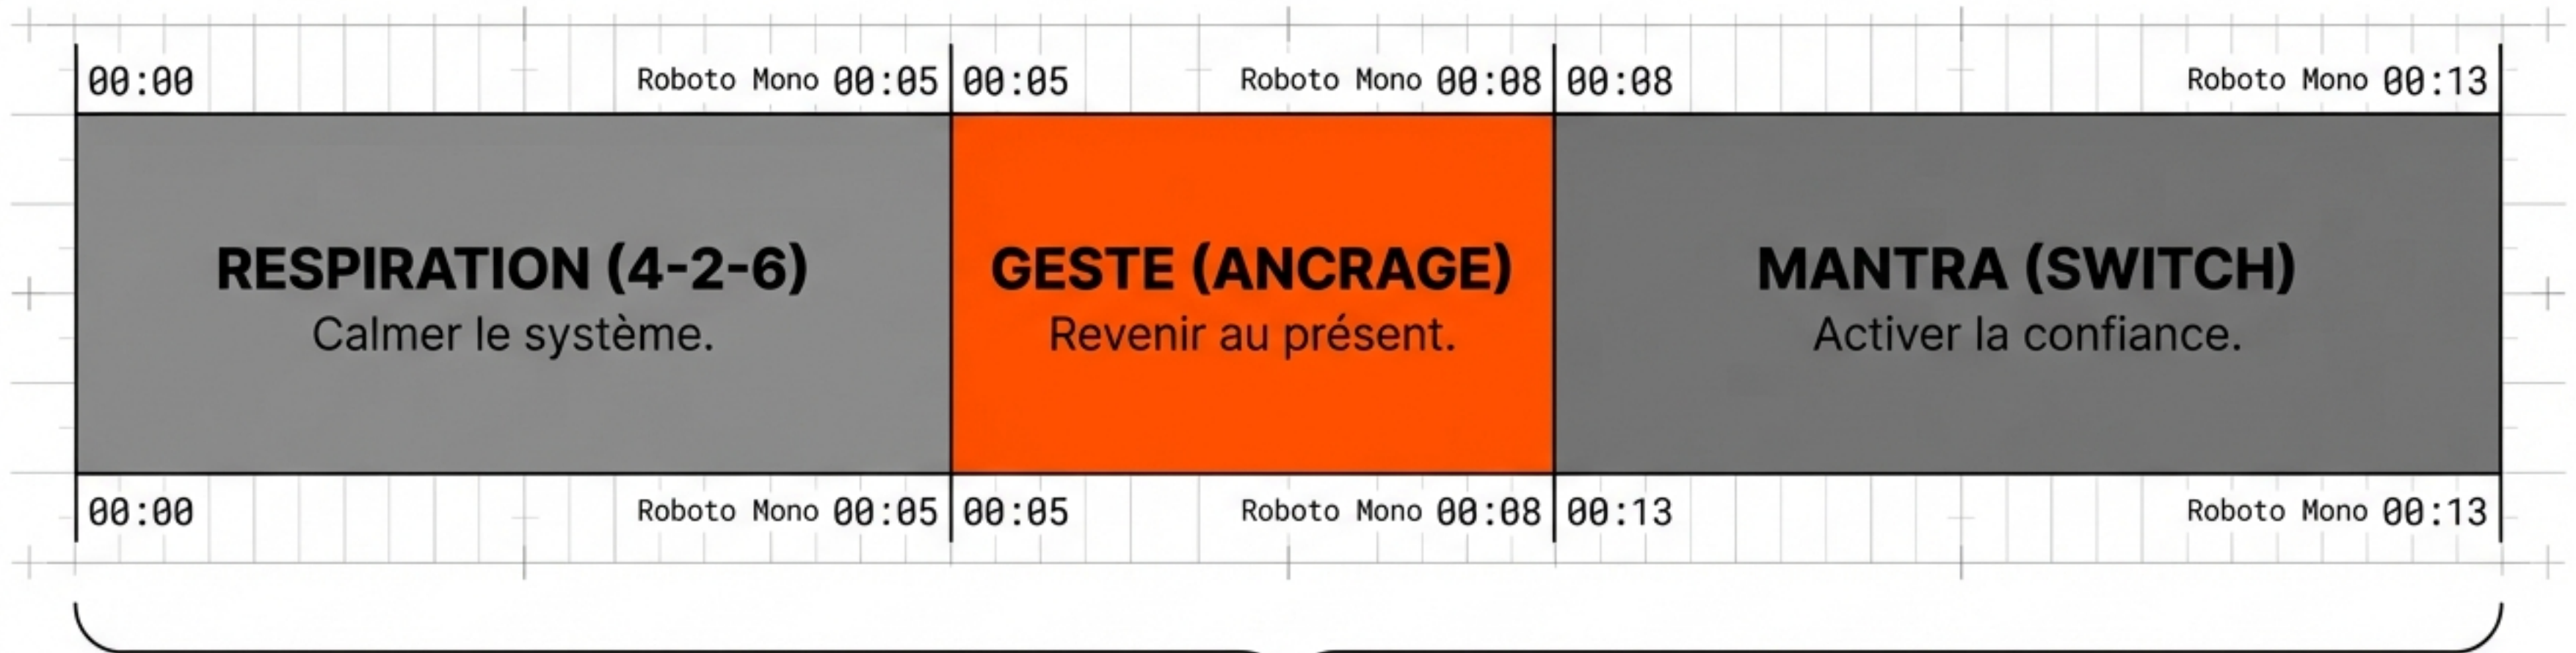 00:00 Roboto Mono 00:05 00:05 Roboto Mono 00:08 00:08 Roboto Mono 00:13
RESPIRATION (4-2-6)
Calmer le système.
GESTE (ANCRAGE)
Revenir au présent.
MANTRA (SWITCH)
Activer la confiance.
00:00 Roboto Mono 00:05 00:05 Roboto Mono 00:08 00:13 Roboto Mono 00:13